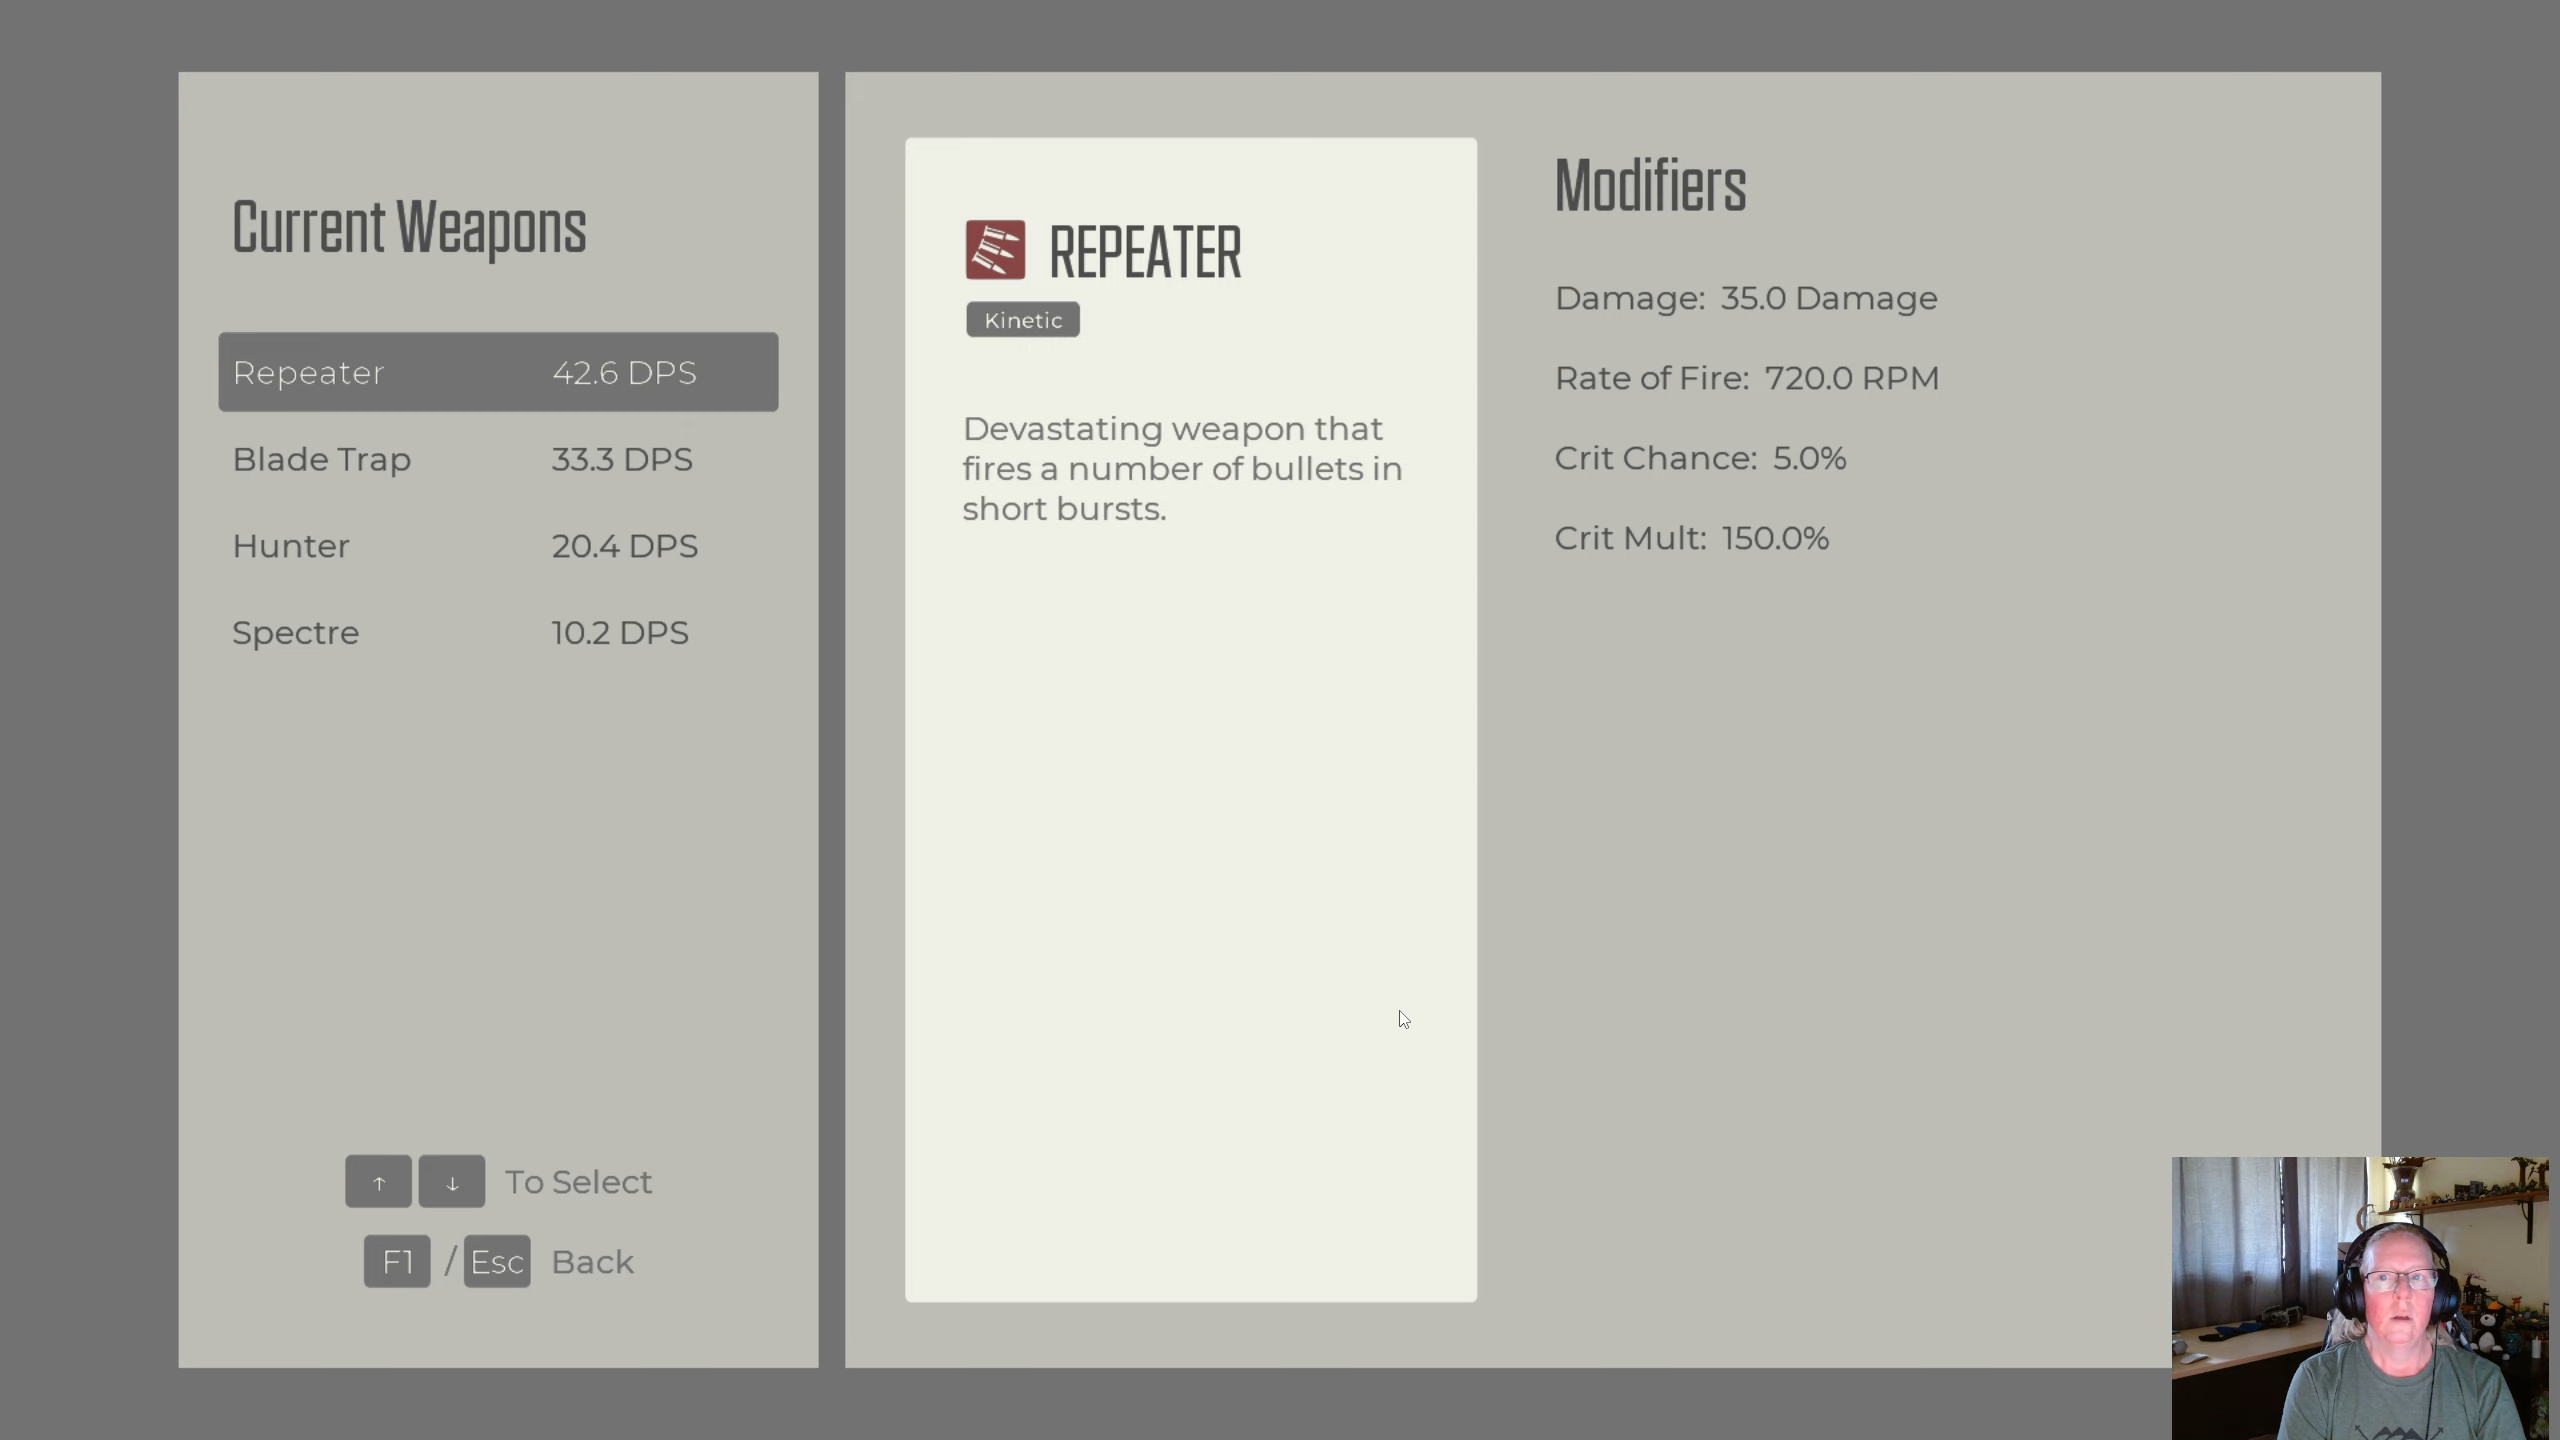 Current Weapons
Repeater 42.6 DPS
Blade Trap 33.3 DPS
Hunter 20.4 DPS
Spectre 10.2 DPS
↑ ↓ To Select
F1 / Esc Back
REPEATER
Kinetic
Devastating weapon that
fires a number of bullets in
short bursts.
Modifiers
Damage: 35.0 Damage
Rate of Fire: 720.0 RPM
Crit Chance: 5.0%
Crit Mult: 150.0%